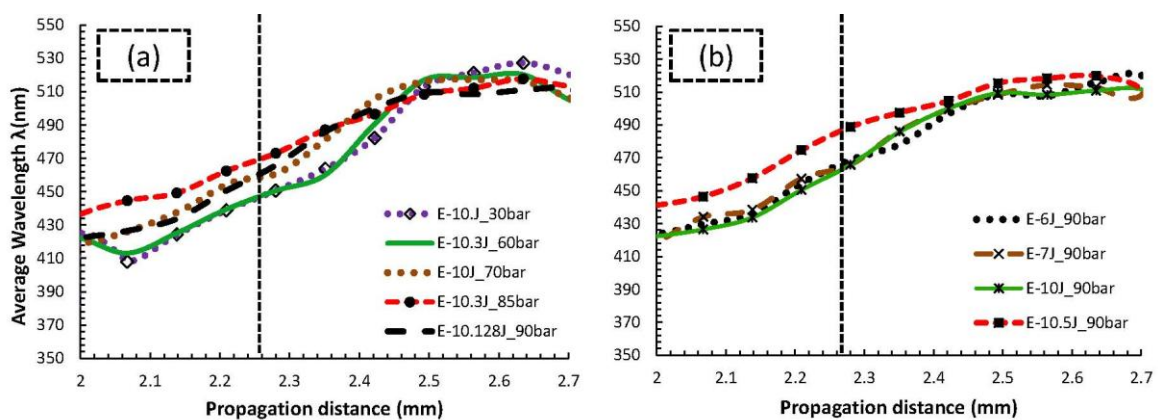 (a)
Average Wavelength λ(nm)
550
530
510
490
470
450
430
410
390
370
350
E-10.J_30bar
E-10.3J_60bar
E-10J_70bar
E-10.3J_85bar
E-10.128J_90bar
2 2.1 2.2 2.3 2.4 2.5 2.6 2.7
Propagation distance (mm)
(b)
550
530
510
490
470
450
430
410
390
370
350
E-6J_90bar
E-7J_90bar
E-10J_90bar
E-10.5J_90bar
2 2.1 2.2 2.3 2.4 2.5 2.6 2.7
Propagation distance (mm)